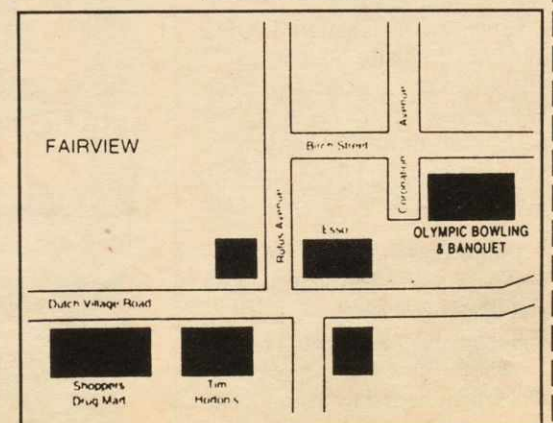 FAIRVIEW
Birch Street
Coronation Avenue
Rufus Avenue
Esso
OLYMPIC BOWLING
& BANQUET
Dutch Village Road
Shoppers
Drug Mart
Tim
Horton's